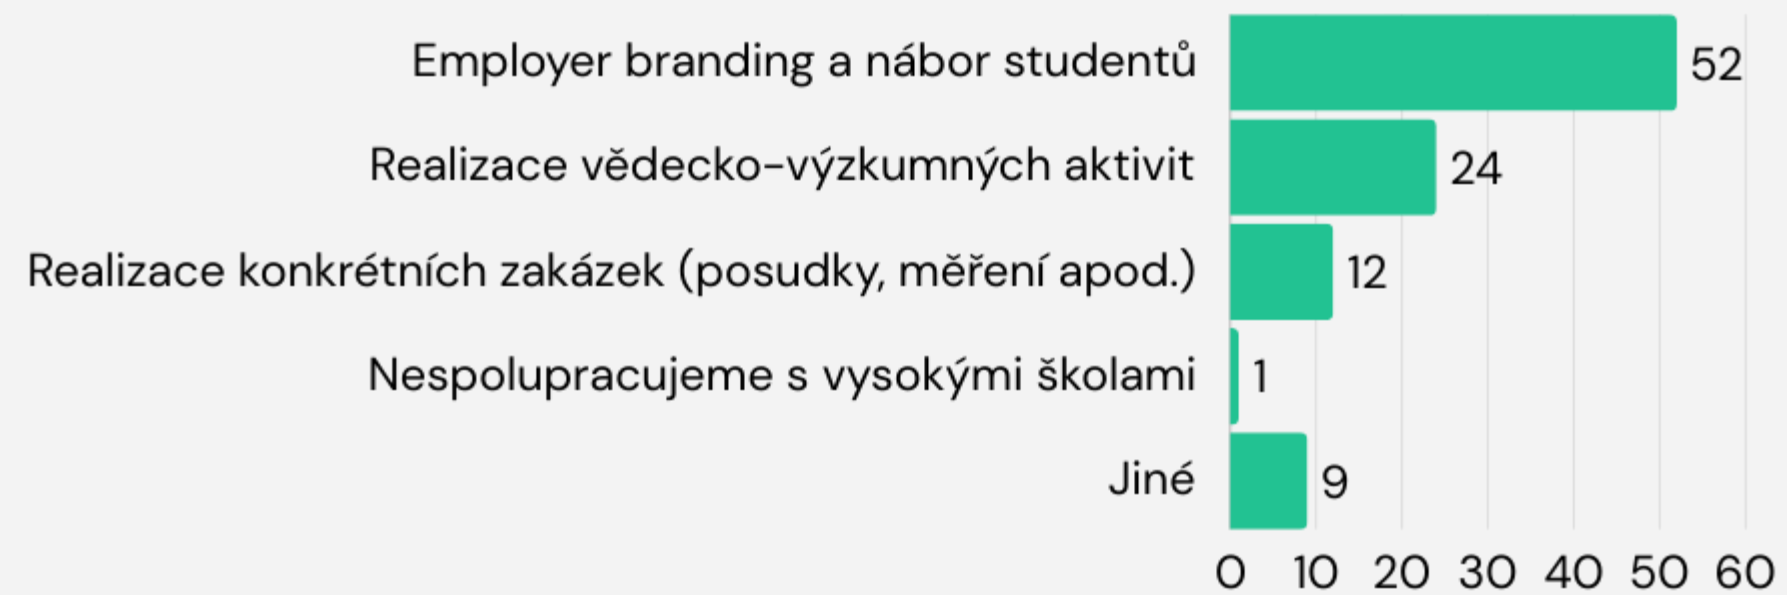 Employer branding a nábor studentů 52
Realizace vědecko-výzkumných aktivit 24
Realizace konkrétních zakázek (posudky, měření apod.) 12
Nespolupracujeme s vysokými školami 1
Jiné 9
0 10 20 30 40 50 60